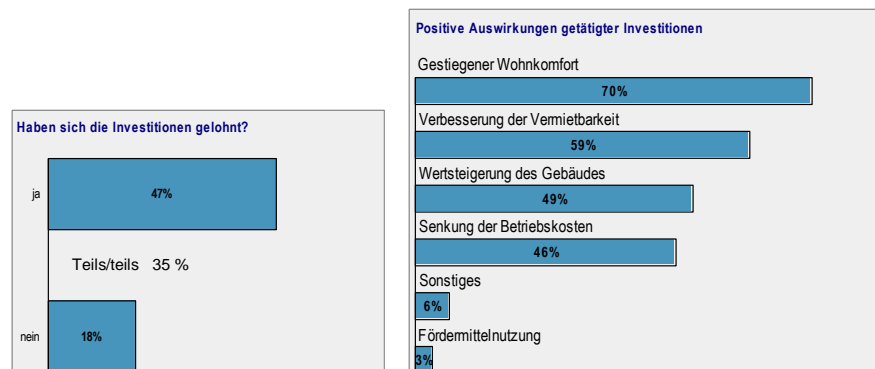 Haben sich die Investitionen gelohnt?
ja
47%
Teils/teils 35 %
nein
18%
Positive Auswirkungen getätigter Investitionen
Gestiegener Wohnkomfort
70%
Verbesserung der Vermietbarkeit
59%
Wertsteigerung des Gebäudes
49%
Senkung der Betriebskosten
46%
Sonstiges
6%
Fördermittelnutzung
3%